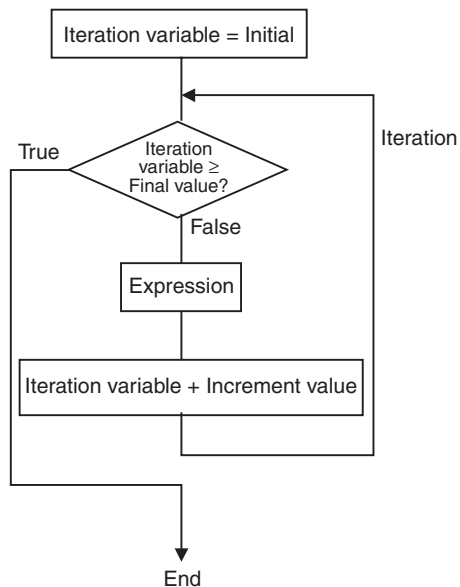 Iteration variable = Initial
Iteration
True
Iteration
variable ≥
Final value?
False
Expression
Iteration variable + Increment value
End